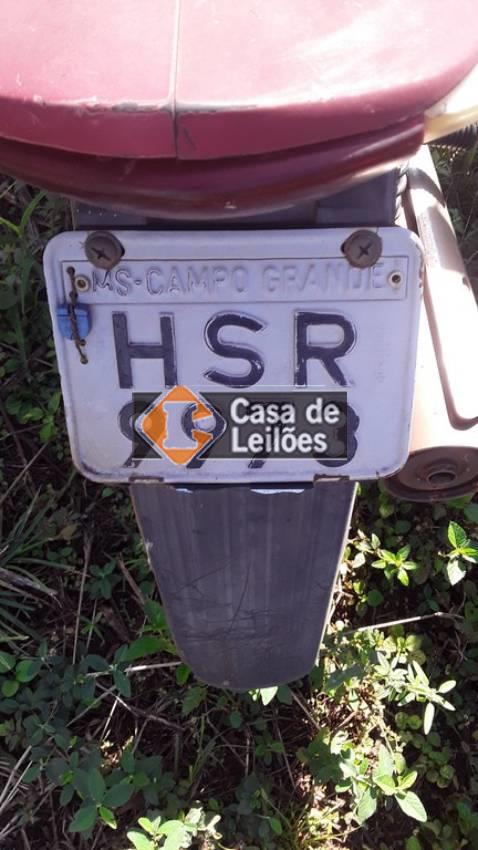 MS-CAMPO GRANDE
HSR
Casa de
Leilões